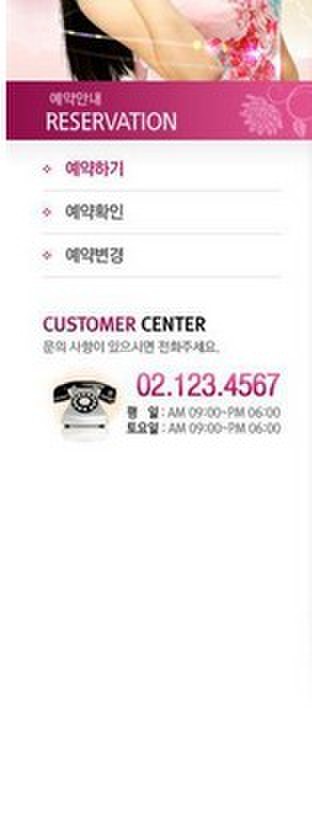 예약안내
RESERVATION
예약하기
예약확인
예약변경
CUSTOMER CENTER
문의 사항이 있으시면 전화주세요.
02.123.4567
평 일 : AM 09:00~PM 06:00
토요일 : AM 09:00~PM 06:00